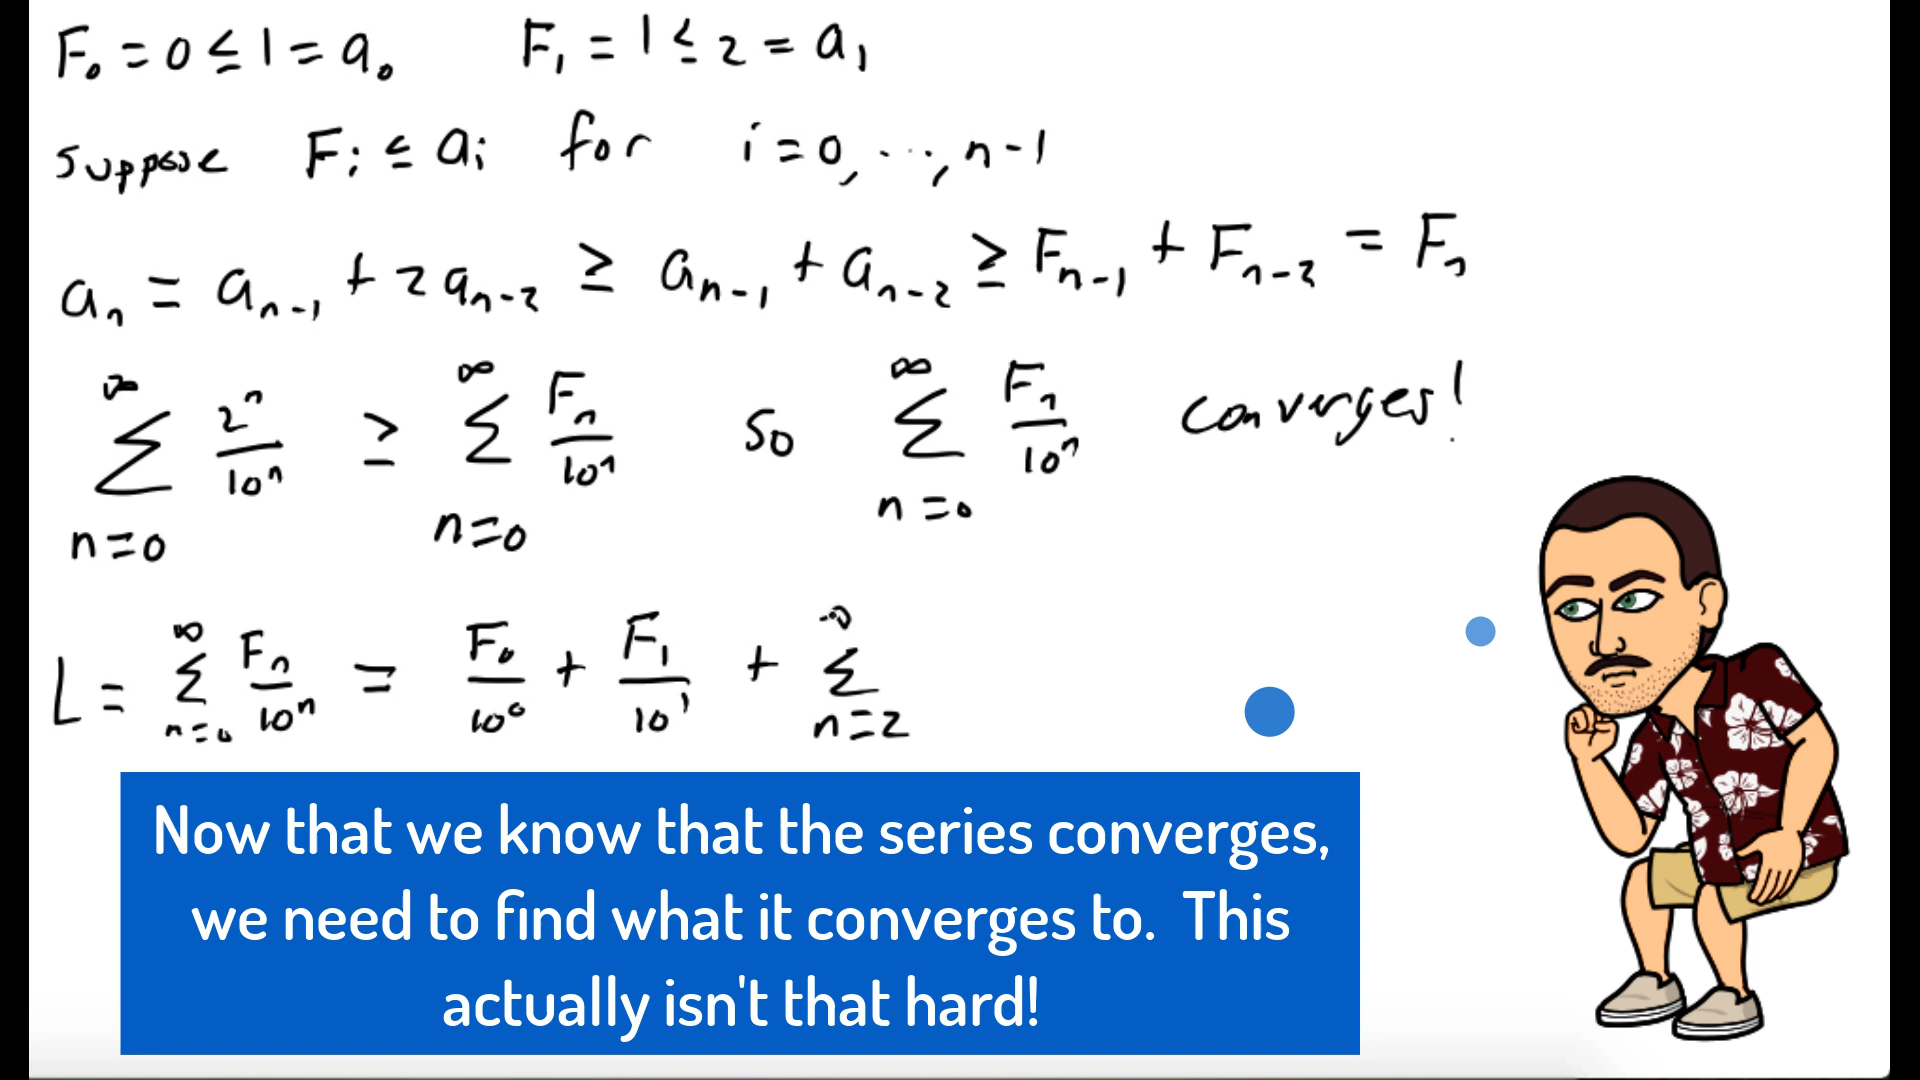 F₀ = 0 ≤ 1 = a₀ F₁ = 1 ≤ 2 = a₁
suppose Fᵢ ≤ aᵢ for i = 0, ..., n-1
aₙ = aₙ₋₁ + 2aₙ₋₂ ≥ aₙ₋₁ + aₙ₋₂ ≥ Fₙ₋₁ + Fₙ₋₂ = Fₙ
∑_{n=0}^{∞} 2ⁿ/10ⁿ ≥ ∑_{n=0}^{∞} Fₙ/10ⁿ so ∑_{n=0}^{∞} Fₙ/10ⁿ converges!
L = ∑_{n=0}^{∞} Fₙ/10ⁿ = F₀/10⁰ + F₁/10¹ + ∑_{n=2}^{∞}
Now that we know that the series converges,
we need to find what it converges to. This
actually isn't that hard!